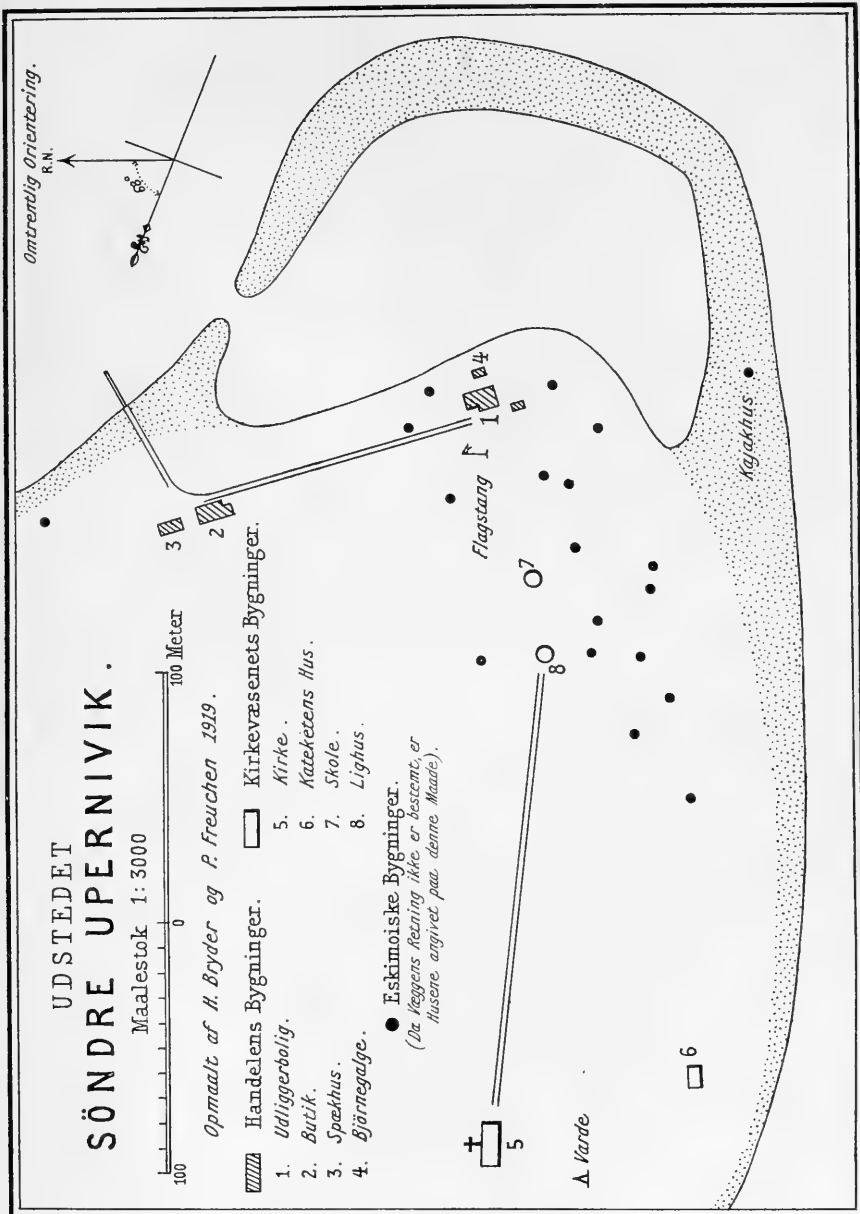 UDSTEDET
SÖNDRE UPERNIVIK.
Maalestok 1:3000
100 0 100 Meter
Opmaalt af H. Bryder og P. Freuchen 1919.
Handelens Bygninger.
1. Udliggerbolig.
2. Butik.
3. Spækhus.
4. Björnegalge.
Kirkevæsenets Bygninger.
5. Kirke.
6. Kateketens Hus.
7. Skole.
8. Lighus.
Eskimoiske Bygninger.
(Da Væggens Retning ikke er bestemt, er
Husene angivet paa denne Maade).
Omtrentlig Orientering.
R.N.
3
2
4
1
Flagstang
7
8
Kajakhus
5
6
Varde